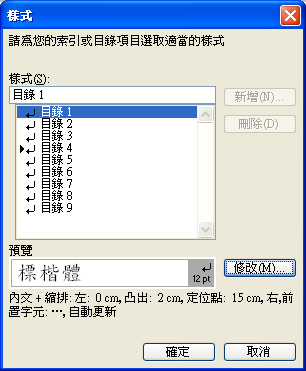 樣式
請為您的索引或目錄項目選取適當的樣式
樣式(S):
目錄 1
新增(N)...
目錄 1
目錄 2
刪除(D)
目錄 3
目錄 4
目錄 5
目錄 6
目錄 7
目錄 8
目錄 9
預覽
標楷體
12 pt
修改(M)...
內文 + 縮排: 左: 0 cm, 凸出: 2 cm, 定位點: 15 cm, 右,前
置字元: …, 自動更新
確定
取消